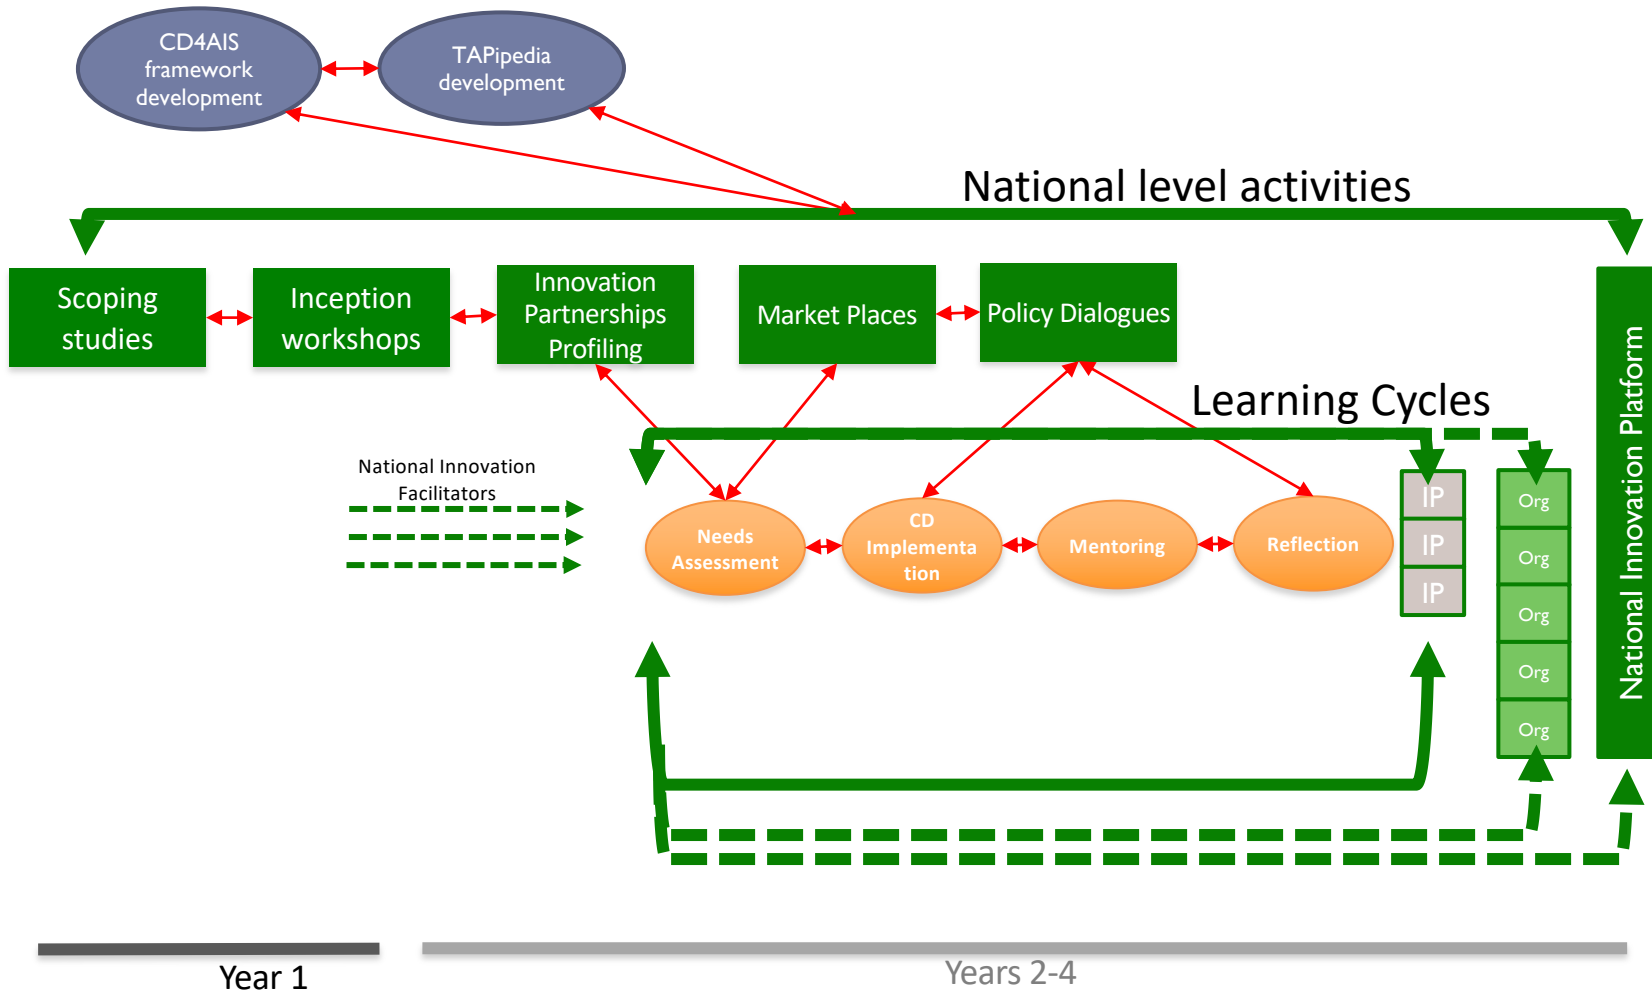 CD4AIS
framework
development
TAPipedia
development
National level activities
Scoping
studies
Inception
workshops
Innovation
Partnerships
Profiling
Market Places
Policy Dialogues
National Innovation Platform
Learning Cycles
National Innovation
Facilitators
Needs
Assessment
CD
Implementa
tion
Mentoring
Reflection
IP
IP
IP
Org
Org
Org
Org
Org
Year 1
Years 2-4